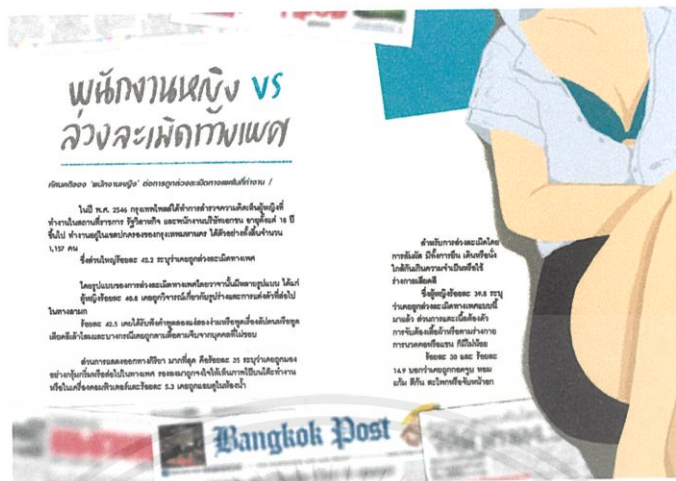 พนักงานหญิง VS
ล่วงละเมิดทางเพศ
ทัศนคติของ 'พนักงานหญิง' ต่อการถูกล่วงละเมิดทางเพศในที่ทำงาน /
ในปี พ.ศ. 2546 กรุงเทพโพลล์ได้ทำการสำรวจความคิดเห็นผู้หญิงที่
ทำงานในสถานที่ราชการ รัฐวิสาหกิจ และพนักงานบริษัทเอกชน อายุตั้งแต่ 18 ปี
ขึ้นไป ทำงานอยู่ในเขตปกครองของกรุงเทพมหานคร ได้ตัวอย่างทั้งสิ้นจำนวน
1,157 คน
ซึ่งส่วนใหญ่ร้อยละ 42.2 ระบุว่าเคยถูกล่วงละเมิดทางเพศ
โดยรูปแบบของการล่วงละเมิดทางเพศโดยวาจานั้นมีหลายรูปแบบ ได้แก่
ผู้หญิงร้อยละ 40.8 เคยถูกวิจารณ์เกี่ยวกับรูปร่างและการแต่งตัวที่ส่อไป
ในทางลามก
ร้อยละ 42.5 เคยได้รับฟังคำพูดสองแง่สองง่ามหรือพูดเรื่องสัปดนหรือพูด
เสียดสีเล้าโลมและบางกรณีเคยถูกตามตื๊อตามจีบจากบุคคลที่ไม่ชอบ
ส่วนการแสดงออกทางกิริยา มากที่สุด คือร้อยละ 25 ระบุว่าเคยถูกมอง
อย่างกรุ้มกริ่มหรือส่อไปในทางเพศ รองลงมาถูกจงใจให้เห็นภาพโป๊บนโต๊ะทำงาน
หรือในเครื่องคอมพิวเตอร์และร้อยละ 5.3 เคยถูกแอบดูในห้องน้ำ
สำหรับการล่วงละเมิดโดย
การสัมผัส มีทั้งการยืน เดินหรือนั่ง
ใกล้กันเกินความจำเป็นหรือใช้
ร่างกายเสียดสี
ซึ่งผู้หญิงร้อยละ 39.8 ระบุ
ว่าเคยถูกล่วงละเมิดทางเพศแบบนี้
มาแล้ว ส่วนการแตะเนื้อต้องตัว
การจับต้องเสื้อผ้าหรือตามร่างกาย
การนวดคอหรือแขน ก็มีไม่น้อย
ร้อยละ 30 และ ร้อยละ
14.9 บอกว่าเคยถูกกอดจูบ หอม
แก้ม ตีก้น ตะโพกหรือจับหน้าอก
Bangkok Post